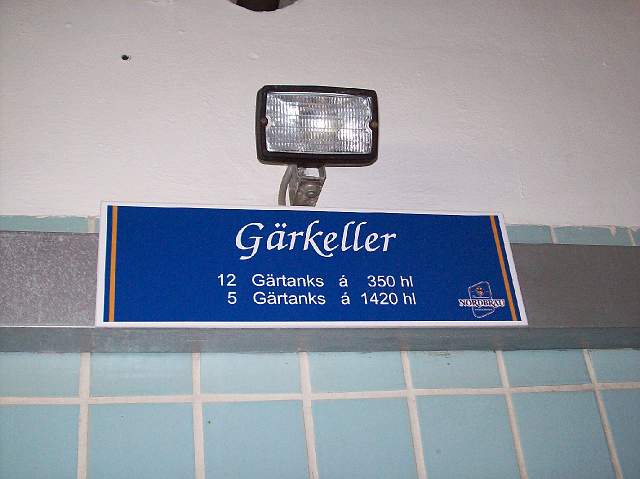 Gärkeller
12 Gärtanks á 350 hl
5 Gärtanks á 1420 hl
NORDBRÄU